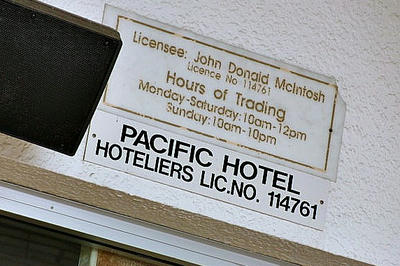 Licensee: John Donald McIntosh
Licence No 114761
Hours of Trading
Monday-Saturday:10am-12pm
Sunday:10am-10pm
PACIFIC HOTEL
HOTELIERS LIC.NO. 114761